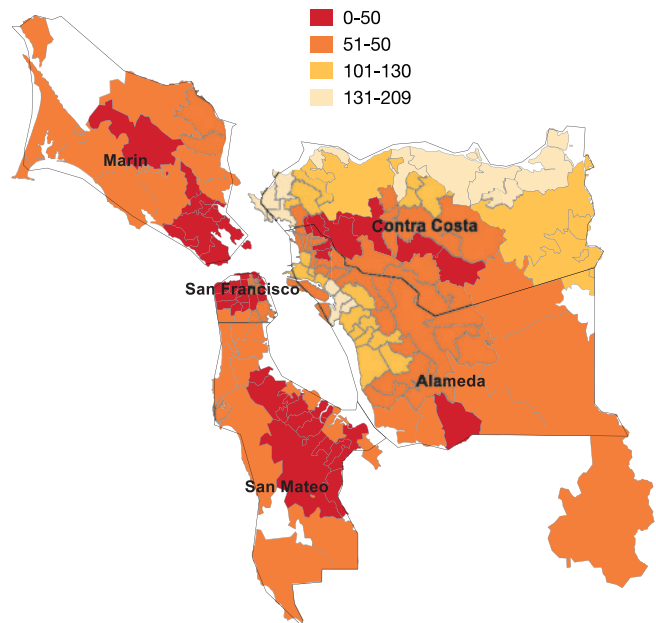 0-50
51-50
101-130
131-209
Marin
Contra Costa
San Francisco
Alameda
San Mateo